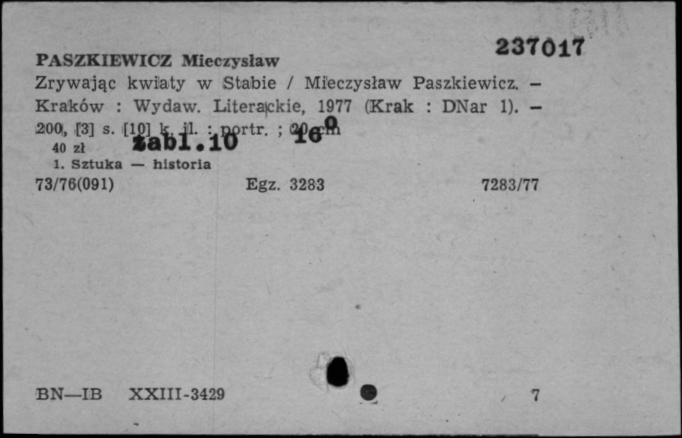 237017
PASZKIEWICZ Mieczysław
Zrywając kwiaty w Stabie / Mieczysław Paszkiewicz. —
Kraków : Wydaw. Literackie, 1977 (Krak : DNar 1). —
200, [3] s. [10] k. il. : portr. ; 20 cm
tabl.10 16º
40 zł
1. Sztuka — historia
73/76(091) Egz. 3283 7283/77
BN—IB XXIII-3429 7